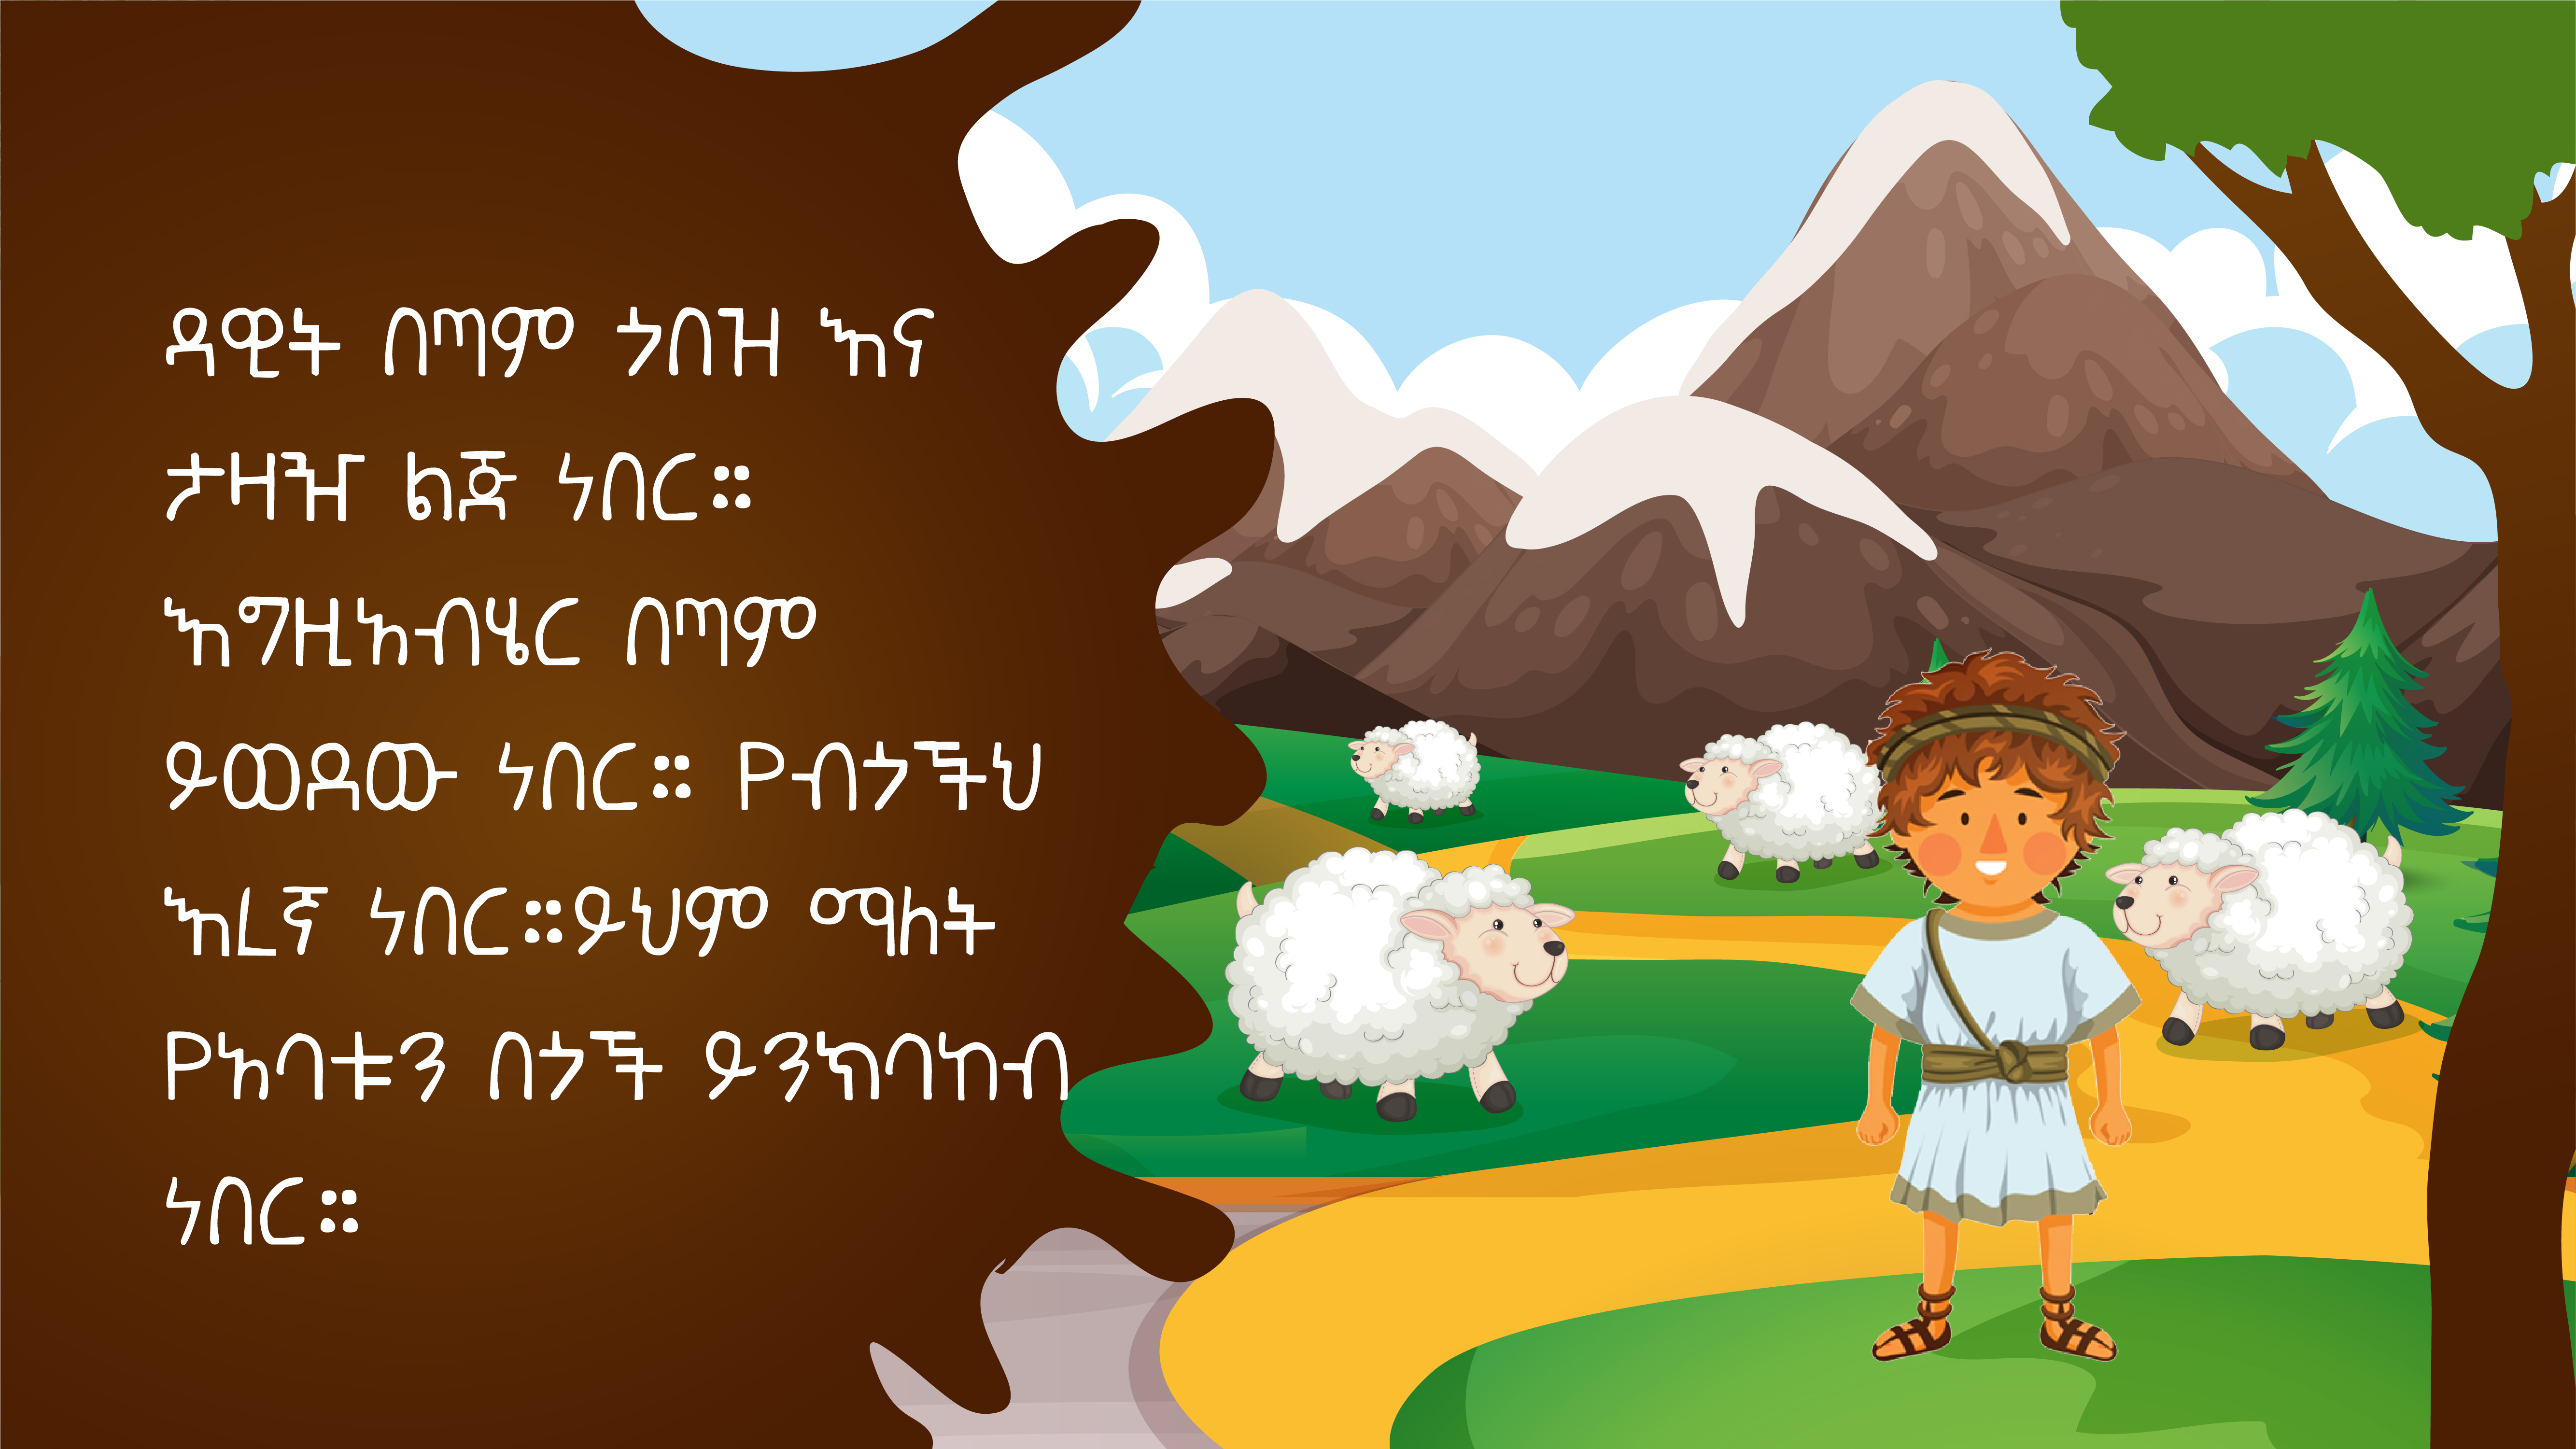 ዳዊት በጣም ጎበዝ እና
ታዛዥ ልጅ ነበር።
እግዚአብሄር በጣም
ይወደው ነበር። የብጎችህ
እረኛ ነበር።ይህም ማለት
የአባቱን በጎች ይንክባከብ
ነበር።